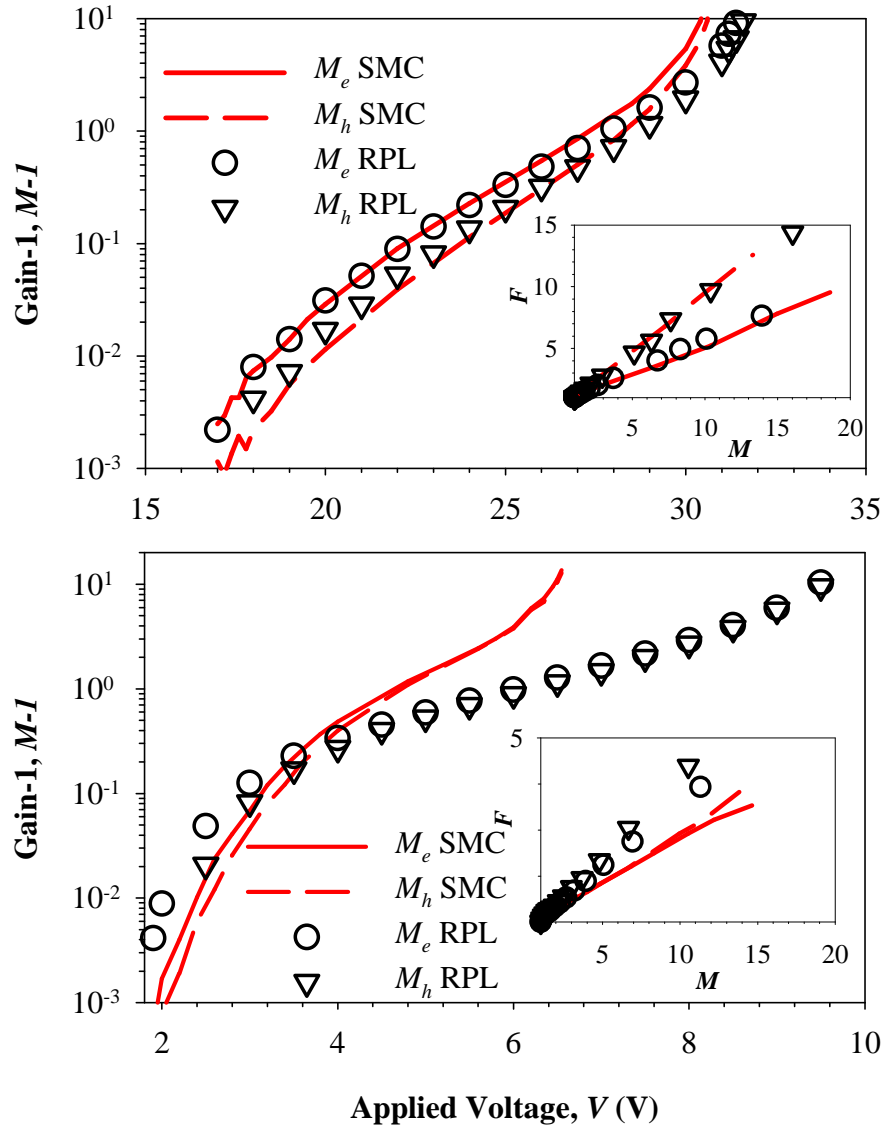 10^1
10^0
10^-1
10^-2
10^-3
Gain-1, M-1
M_e SMC
M_h SMC
M_e RPL
M_h RPL
15
10
5
F
5 10 15 20
M
15 20 25 30 35
10^1
10^0
10^-1
10^-2
10^-3
Gain-1, M-1
M_e SMC
M_h SMC
M_e RPL
M_h RPL
5
F
5 10 15 20
M
2 4 6 8 10
Applied Voltage, V (V)